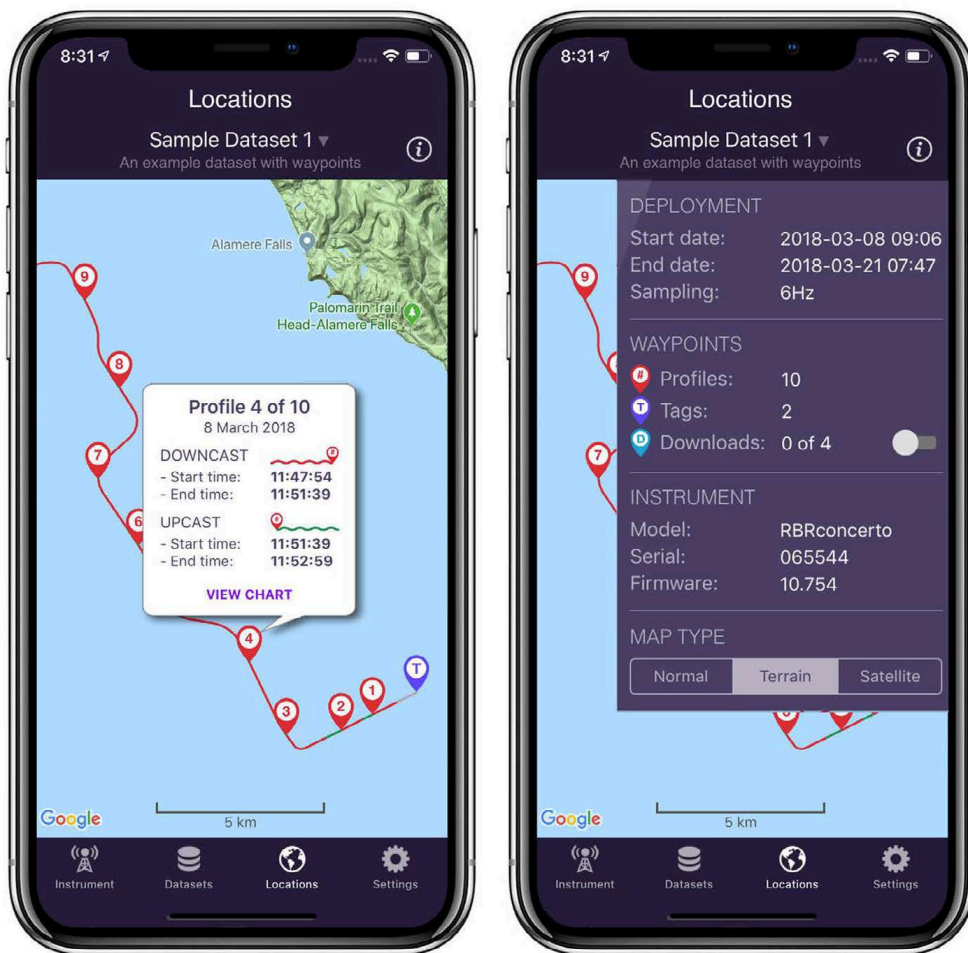 8:31
Locations
Sample Dataset 1
An example dataset with waypoints
i
Alamere Falls
Palomarin Trail
Head-Alamere Falls
9
8
7
6
Profile 4 of 10
8 March 2018
DOWNCAST
#
- Start time: 11:47:54
- End time: 11:51:39
UPCAST
#
- Start time: 11:51:39
- End time: 11:52:59
VIEW CHART
4
T
3
2
1
Google
5 km
Instrument
Datasets
Locations
Settings
8:31
Locations
Sample Dataset 1
An example dataset with waypoints
i
9
7
DEPLOYMENT
Start date: 2018-03-08 09:06
End date: 2018-03-21 07:47
Sampling: 6Hz
WAYPOINTS
# Profiles: 10
T Tags: 2
D Downloads: 0 of 4
INSTRUMENT
Model: RBRconcerto
Serial: 065544
Firmware: 10.754
MAP TYPE
Normal Terrain Satellite
Google
5 km
Instrument
Datasets
Locations
Settings